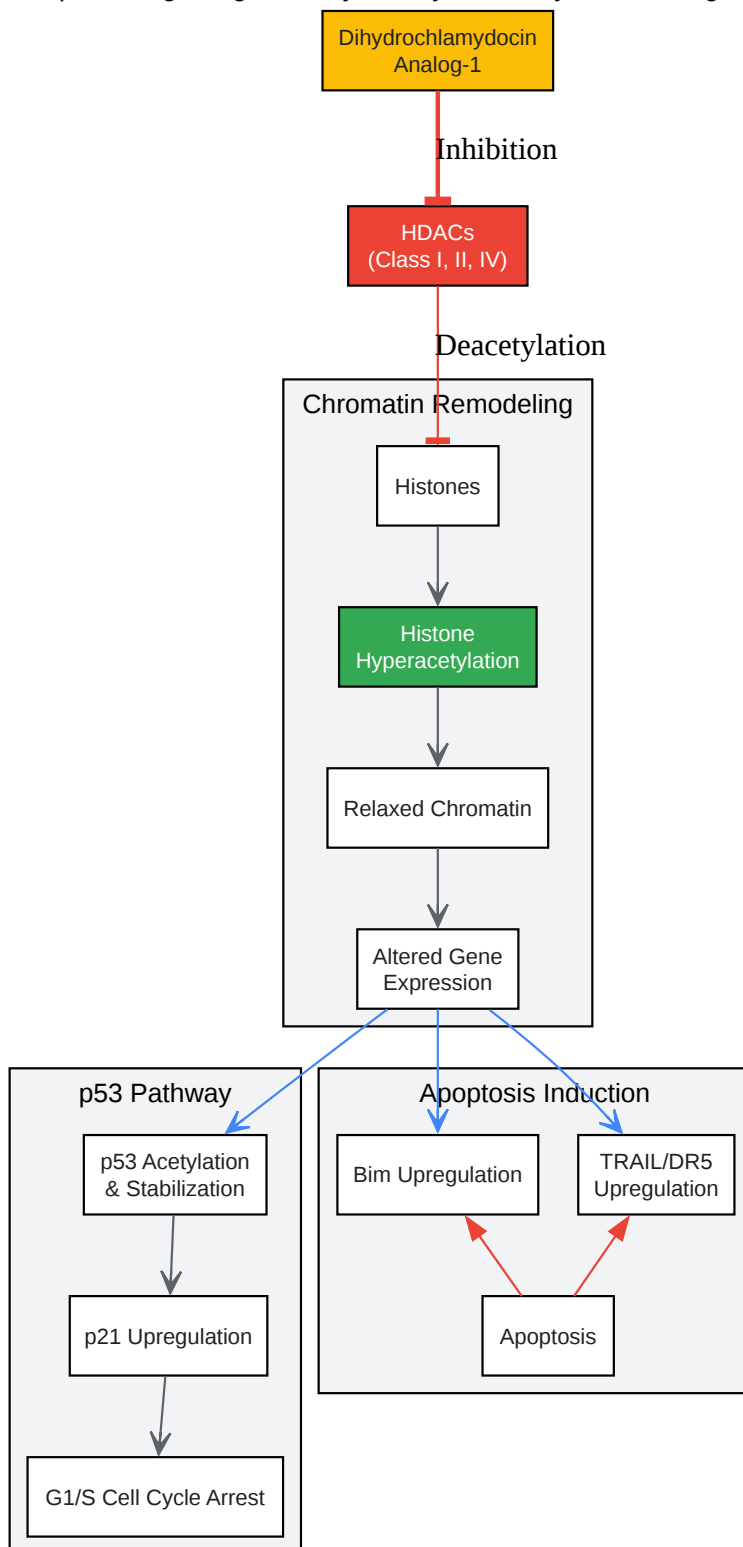 Dihydrochlamydocin
Analog-1
Inhibition
HDACs
(Class I, II, IV)
Deacetylation
Chromatin Remodeling
Histones
Histone
Hyperacetylation
Relaxed Chromatin
Altered Gene
Expression
p53 Pathway
Apoptosis Induction
p53 Acetylation
& Stabilization
Bim Upregulation
TRAIL/DR5
Upregulation
p21 Upregulation
Apoptosis
G1/S Cell Cycle Arrest